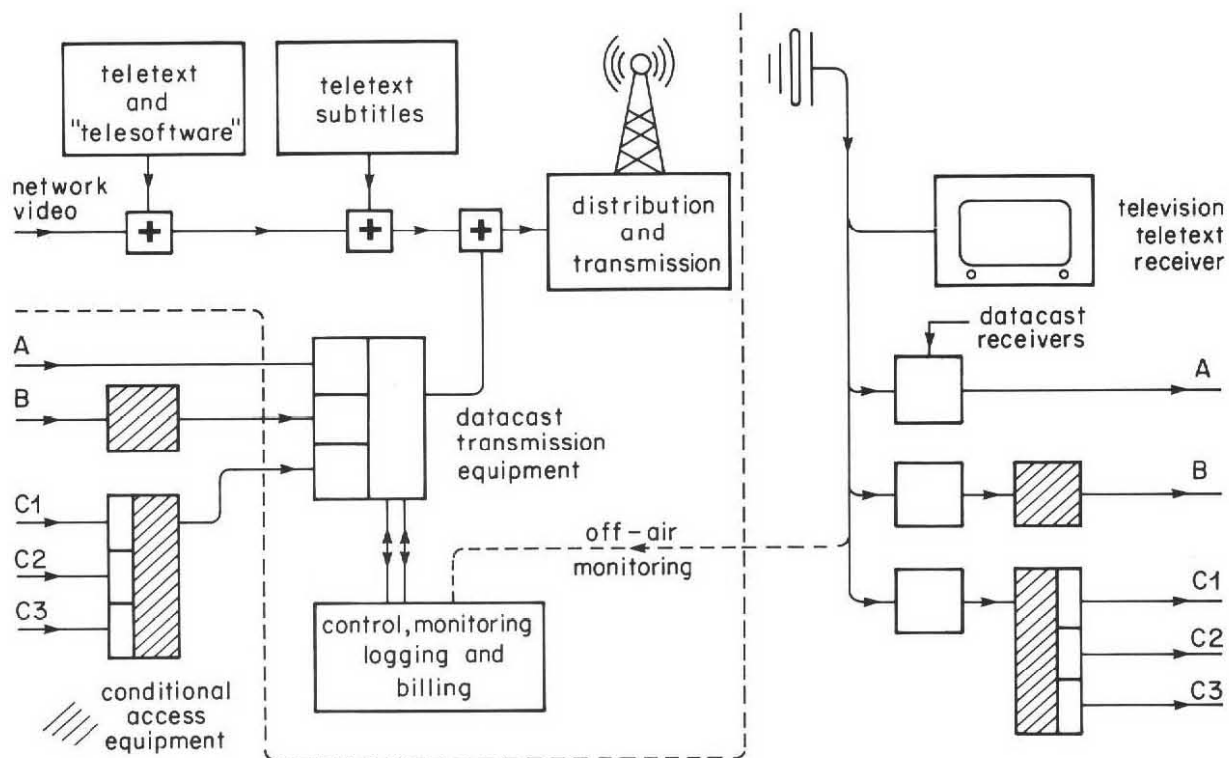 teletext
and
"telesoftware"
teletext
subtitles
network
video
+
+
+
distribution
and
transmission
television
teletext
receiver
datacast
receivers
A
B
datacast
transmission
equipment
A
B
C1
C2
C3
off-air
monitoring
control, monitoring
logging and
billing
C1
C2
C3
conditional
access
equipment